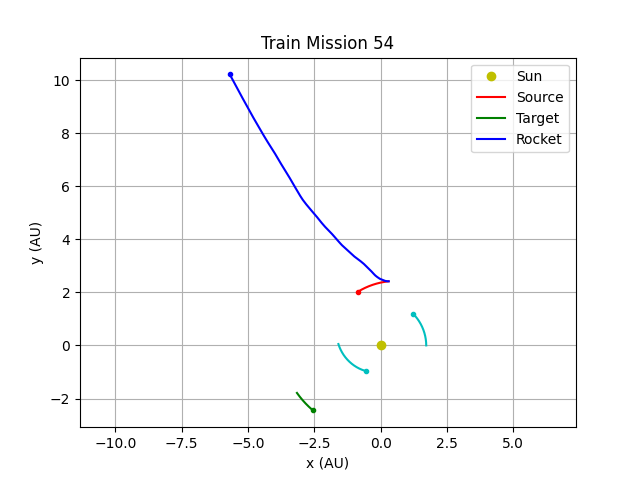 Train Mission 54
Sun
Source
Target
Rocket
y (AU)
10
8
6
4
2
0
−2
−10.0 −7.5 −5.0 −2.5 0.0 2.5 5.0
x (AU)